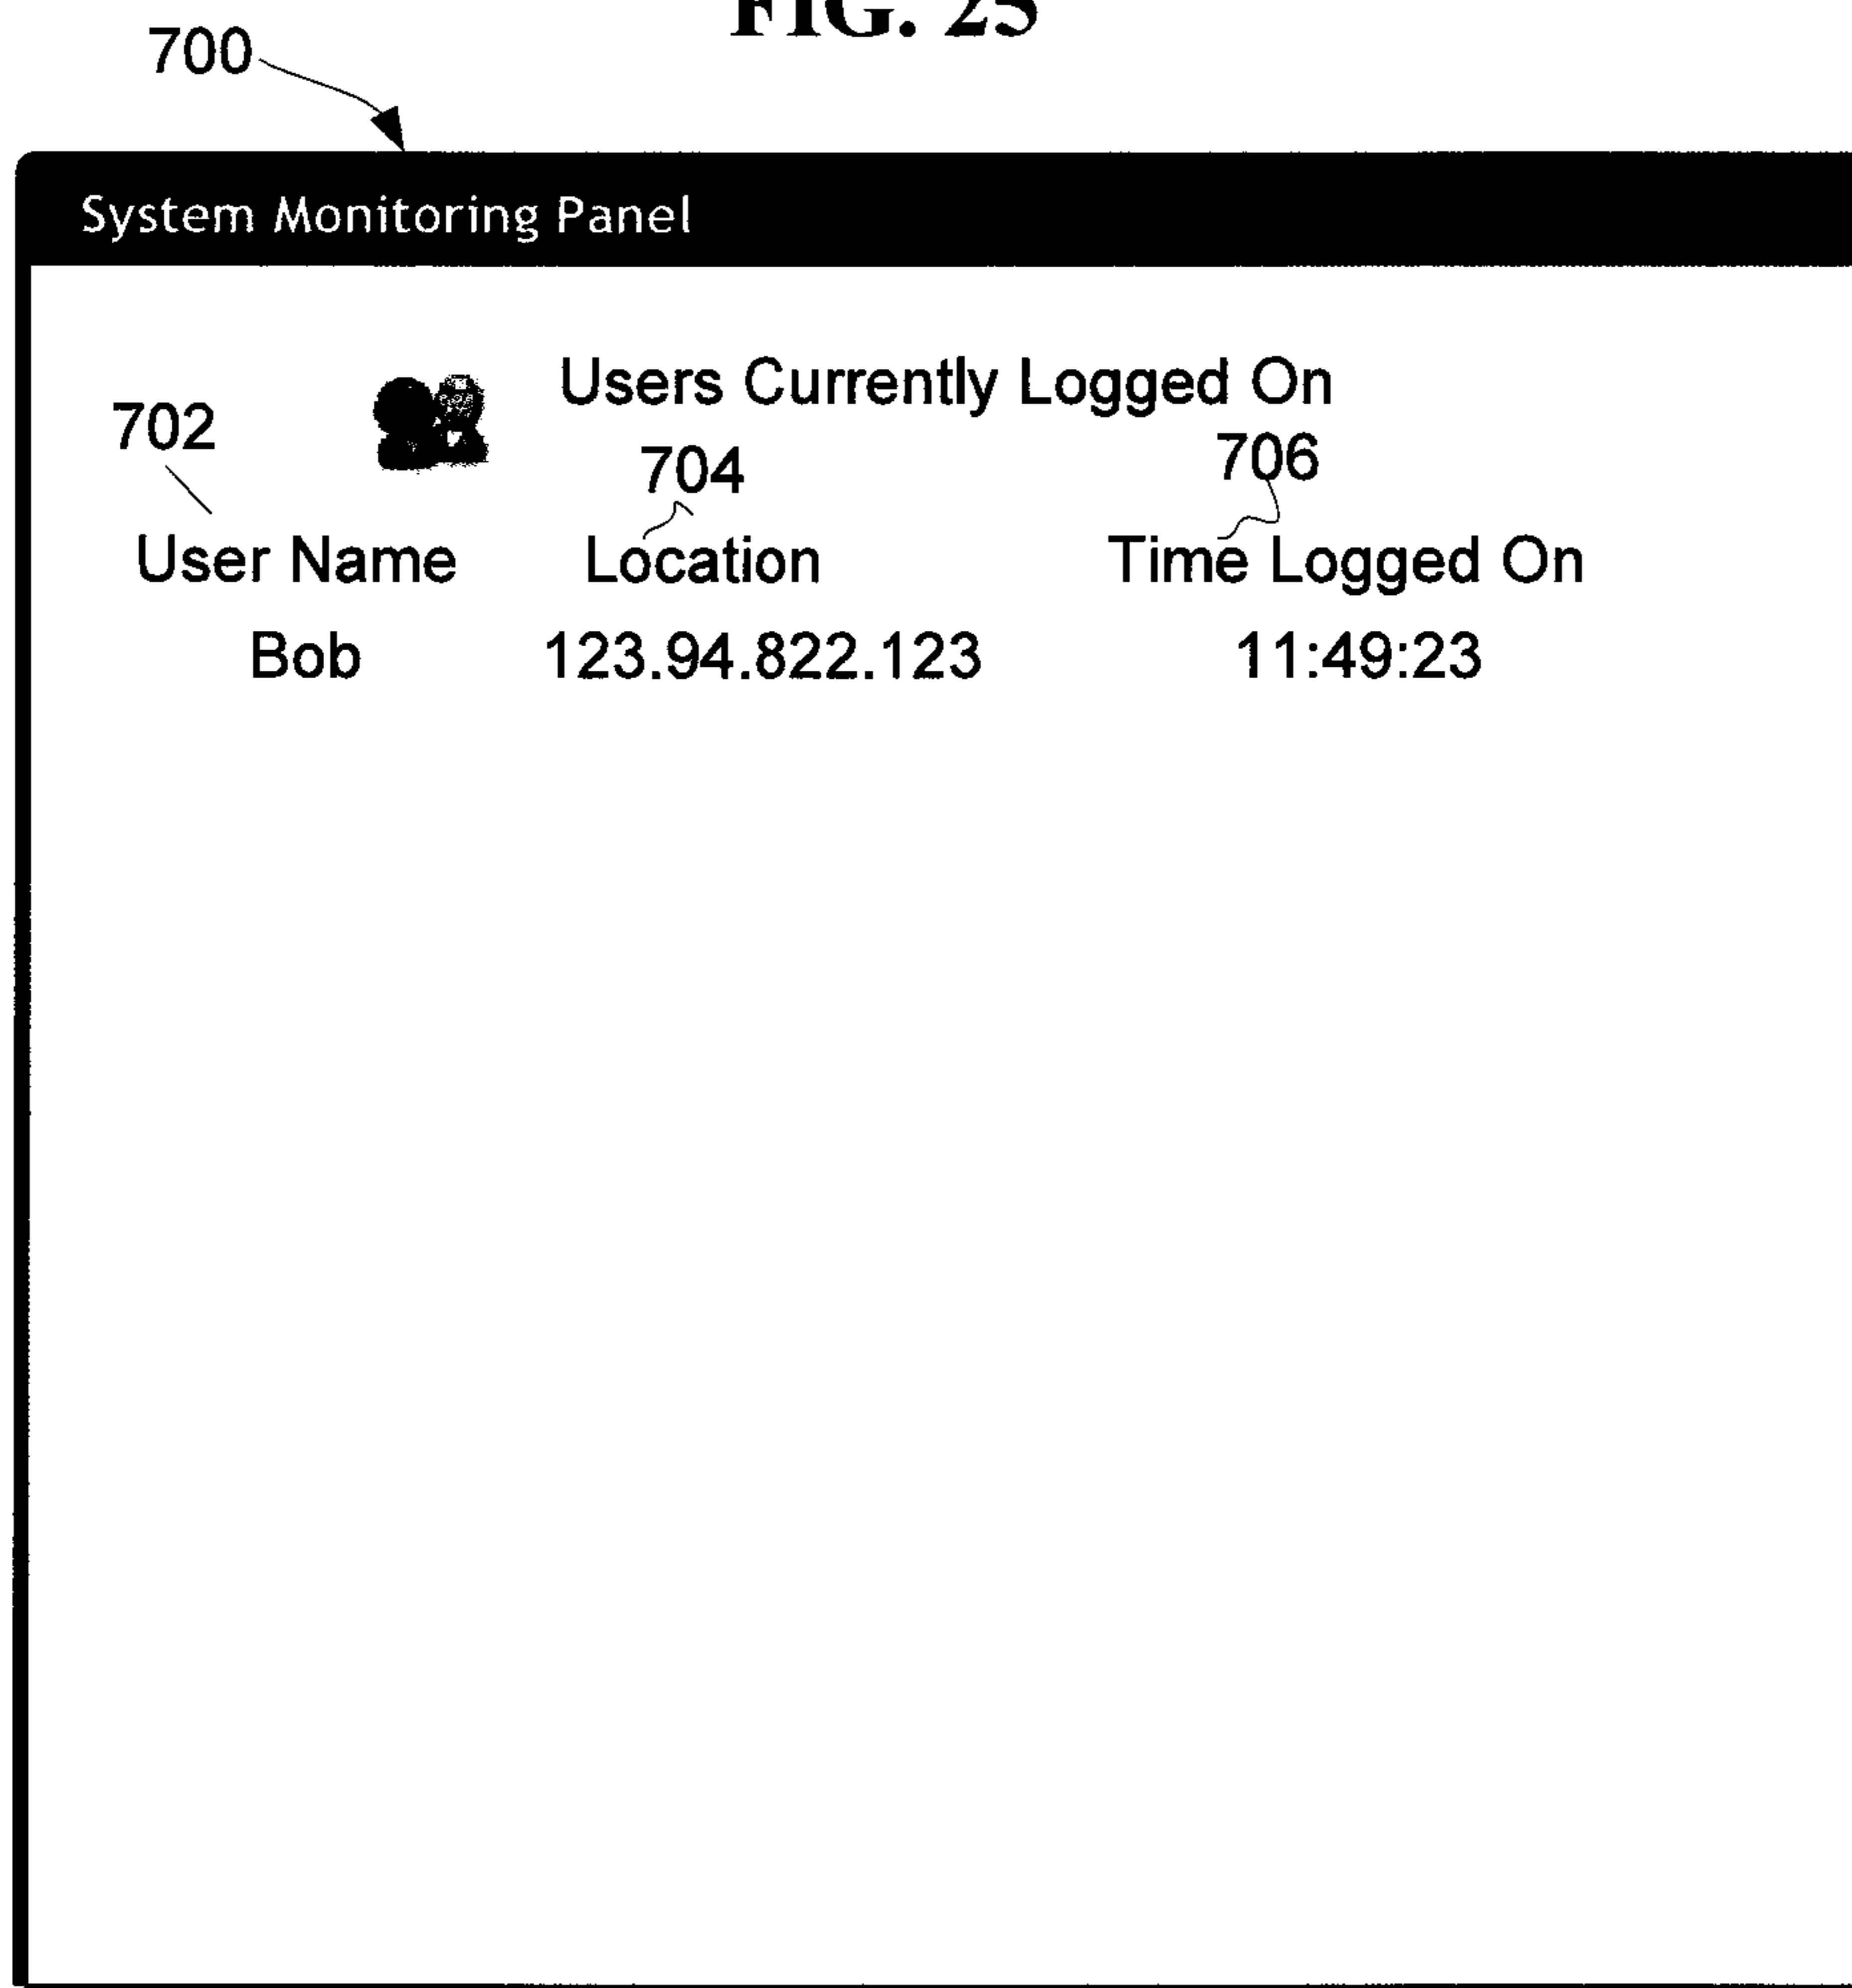 FIG. 25
700
System Monitoring Panel
Users Currently Logged On
702
704
706
User Name Location Time Logged On
Bob 123.94.822.123 11:49:23